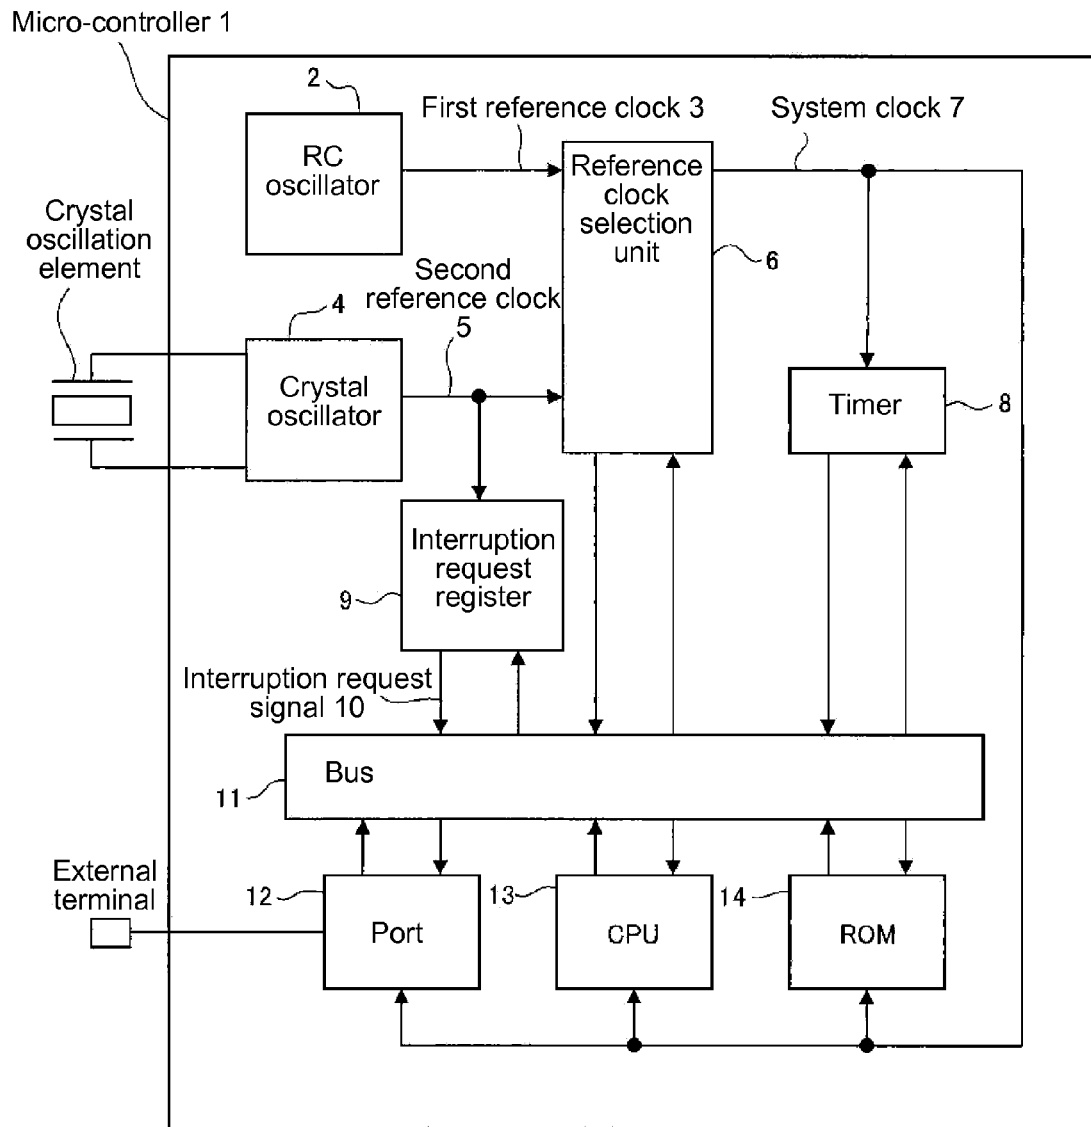 Micro-controller 1
2
First reference clock 3
System clock 7
RC
oscillator
Reference
clock
selection
unit
6
Crystal
oscillation
element
Second
reference clock
5
4
Crystal
oscillator
Timer
8
Interruption
request
register
9
Interruption request
signal 10
Bus
11
External
terminal
12
Port
13
CPU
14
ROM